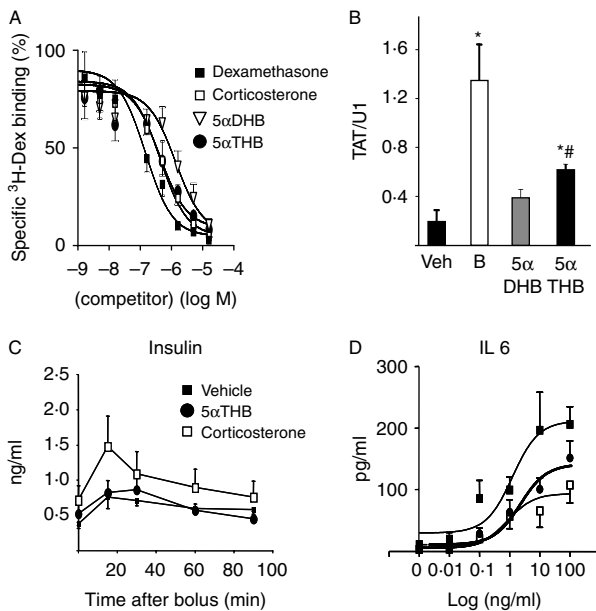 A
Specific ³H-Dex binding (%)
100
50
0
Dexamethasone
Corticosterone
5αDHB
5αTHB
−9 −8 −7 −6 −5 −4
(competitor) (log M)
B
TAT/U1
1·6
1·2
0·8
0·4
*
*#
Veh B 5α DHB 5α THB
C
Insulin
ng/ml
2·5
2·0
1·5
1·0
0·5
Vehicle
5αTHB
Corticosterone
20 40 60 80 100
Time after bolus (min)
D
IL 6
pg/ml
300
200
100
0 0·01 0·1 1 10 100
Log (ng/ml)